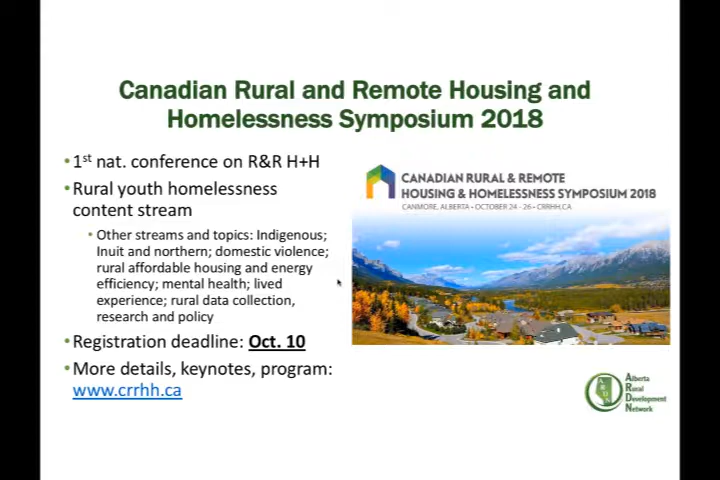 Canadian Rural and Remote Housing and
Homelessness Symposium 2018
•1st nat. conference on R&R H+H
•Rural youth homelessness
content stream
• Other streams and topics: Indigenous;
Inuit and northern; domestic violence;
rural affordable housing and energy
efficiency; mental health; lived
experience; rural data collection,
research and policy
•Registration deadline: Oct. 10
•More details, keynotes, program:
www.crrhh.ca
CANADIAN RURAL & REMOTE
HOUSING & HOMELESSNESS SYMPOSIUM 2018
CANMORE, ALBERTA • OCTOBER 24 - 26 • CRRHH.CA
ARDN
Alberta
Rural
Development
Network